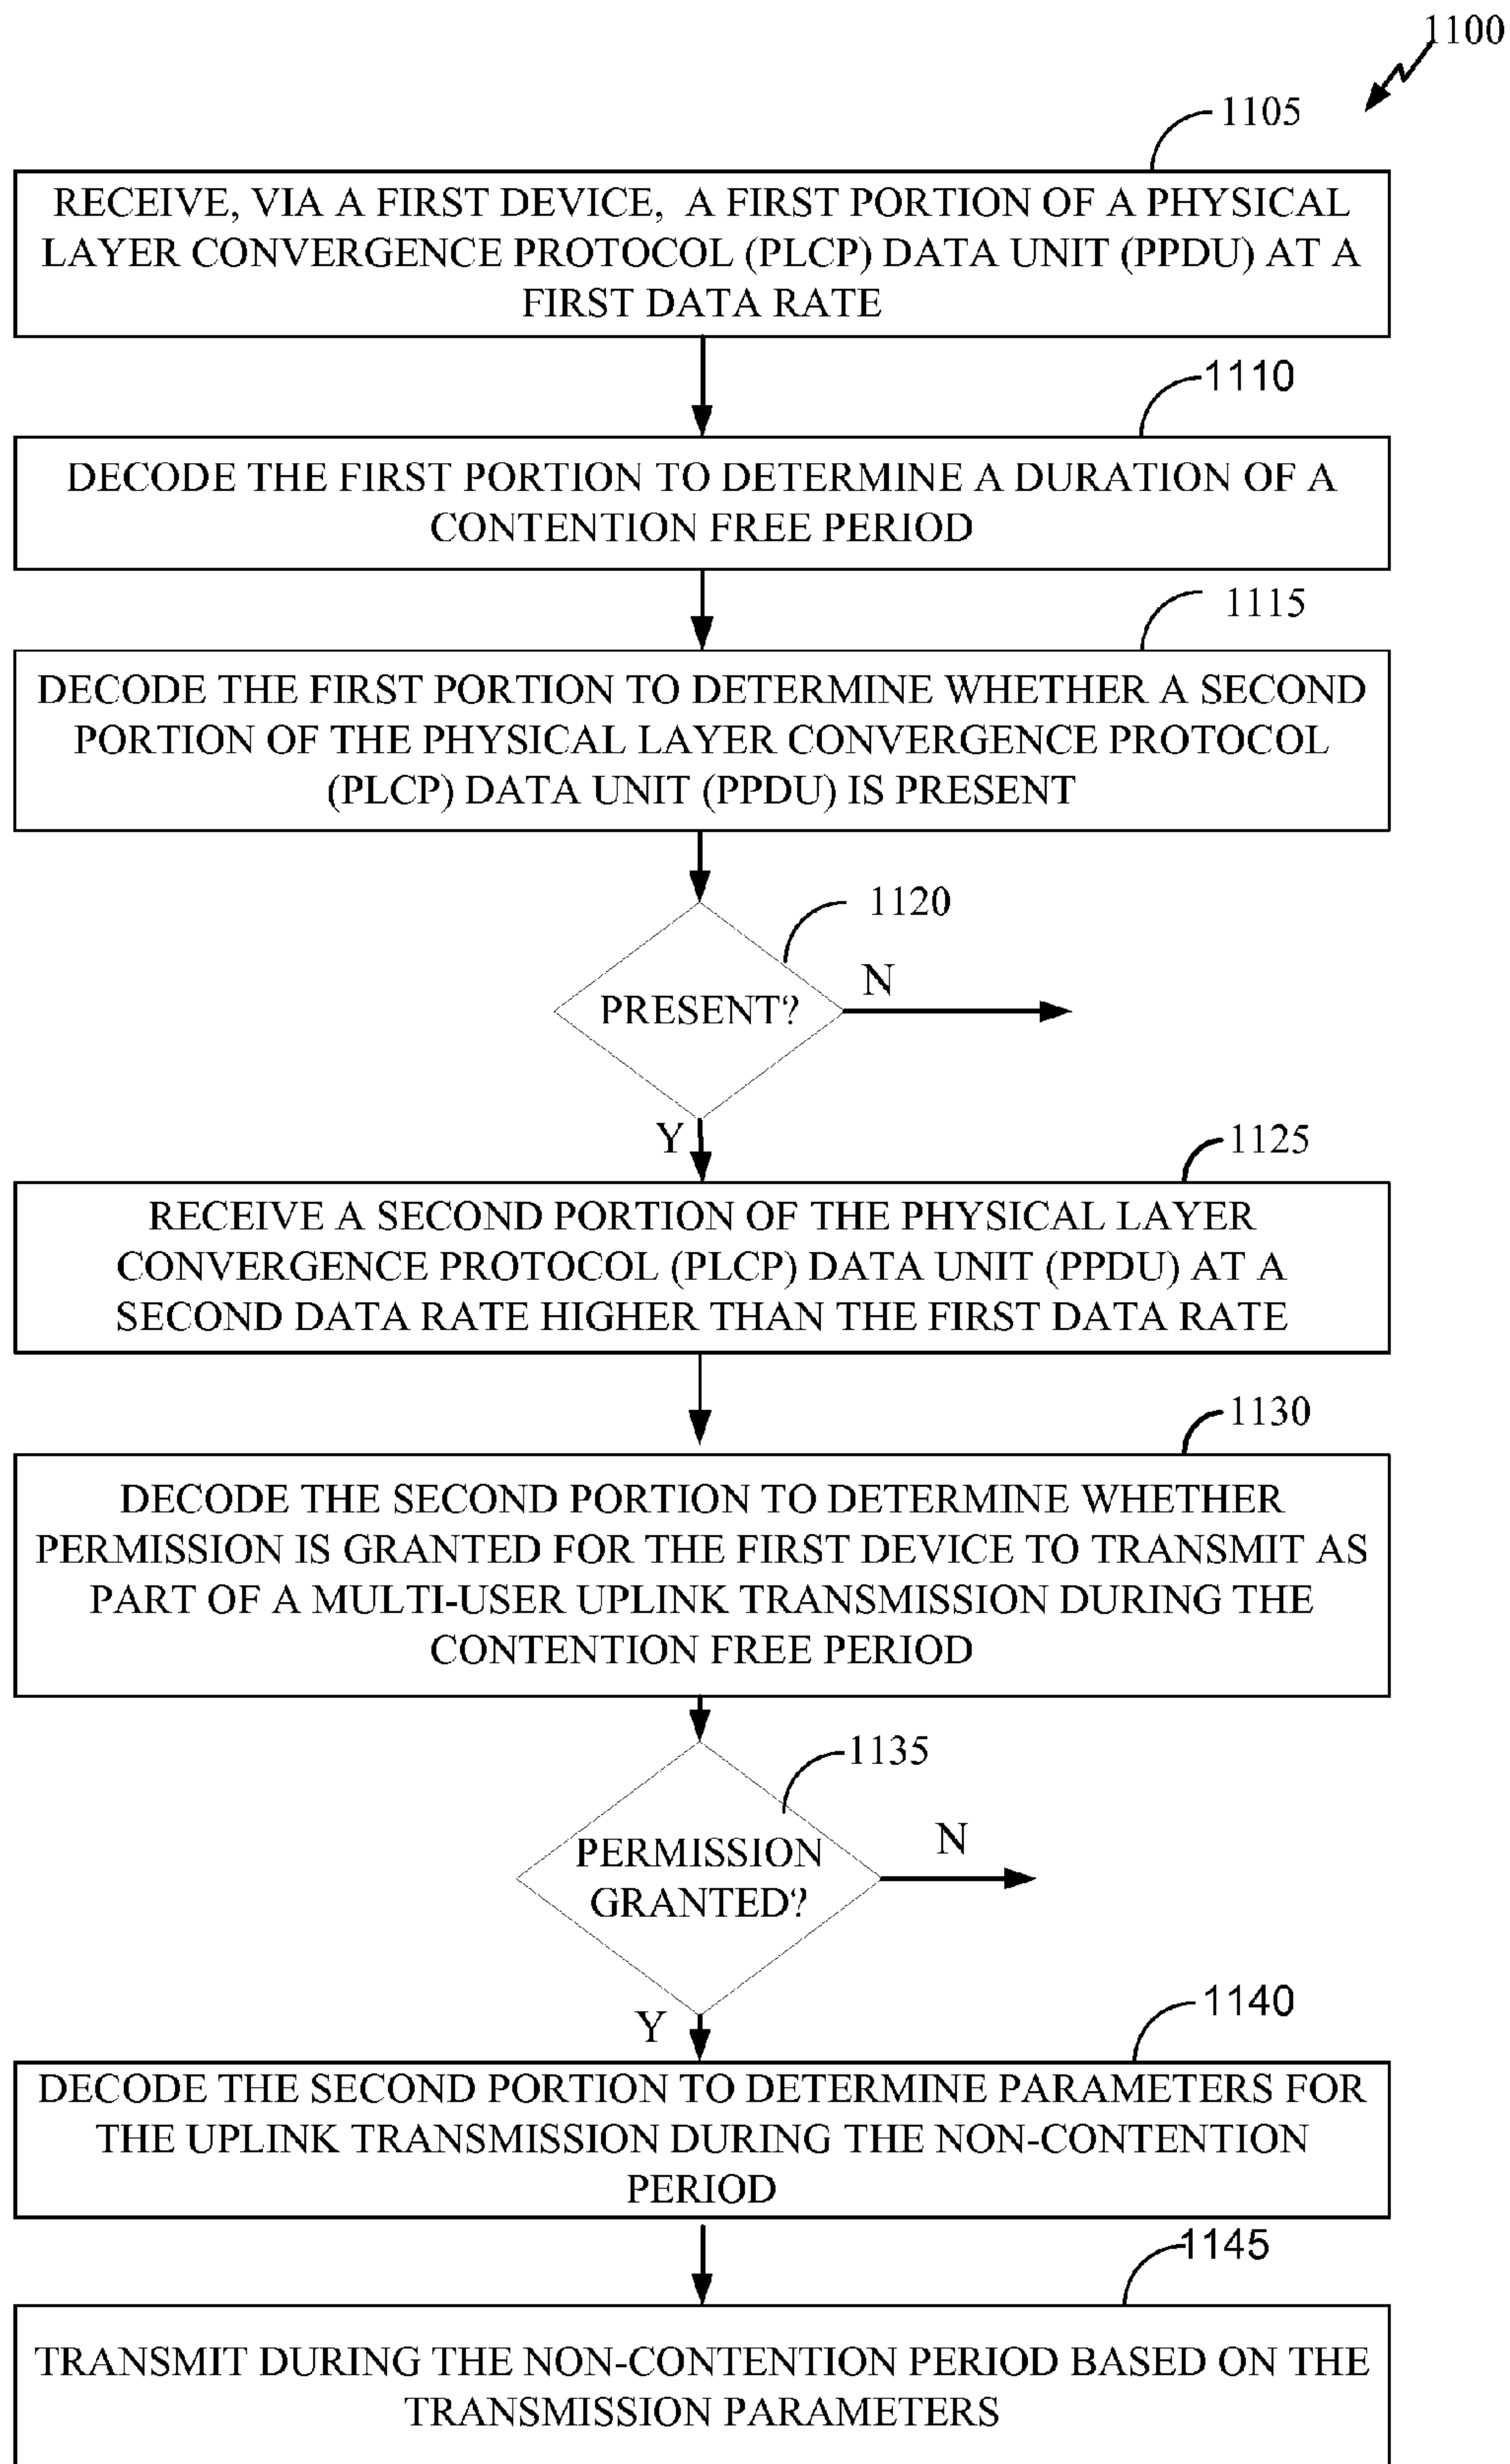 1100
1105
RECEIVE, VIA A FIRST DEVICE, A FIRST PORTION OF A PHYSICAL
LAYER CONVERGENCE PROTOCOL (PLCP) DATA UNIT (PPDU) AT A
FIRST DATA RATE
1110
DECODE THE FIRST PORTION TO DETERMINE A DURATION OF A
CONTENTION FREE PERIOD
1115
DECODE THE FIRST PORTION TO DETERMINE WHETHER A SECOND
PORTION OF THE PHYSICAL LAYER CONVERGENCE PROTOCOL
(PLCP) DATA UNIT (PPDU) IS PRESENT
1120
N
PRESENT?
Y
1125
RECEIVE A SECOND PORTION OF THE PHYSICAL LAYER
CONVERGENCE PROTOCOL (PLCP) DATA UNIT (PPDU) AT A
SECOND DATA RATE HIGHER THAN THE FIRST DATA RATE
1130
DECODE THE SECOND PORTION TO DETERMINE WHETHER
PERMISSION IS GRANTED FOR THE FIRST DEVICE TO TRANSMIT AS
PART OF A MULTI-USER UPLINK TRANSMISSION DURING THE
CONTENTION FREE PERIOD
1135
N
PERMISSION
GRANTED?
Y
1140
DECODE THE SECOND PORTION TO DETERMINE PARAMETERS FOR
THE UPLINK TRANSMISSION DURING THE NON-CONTENTION
PERIOD
1145
TRANSMIT DURING THE NON-CONTENTION PERIOD BASED ON THE
TRANSMISSION PARAMETERS